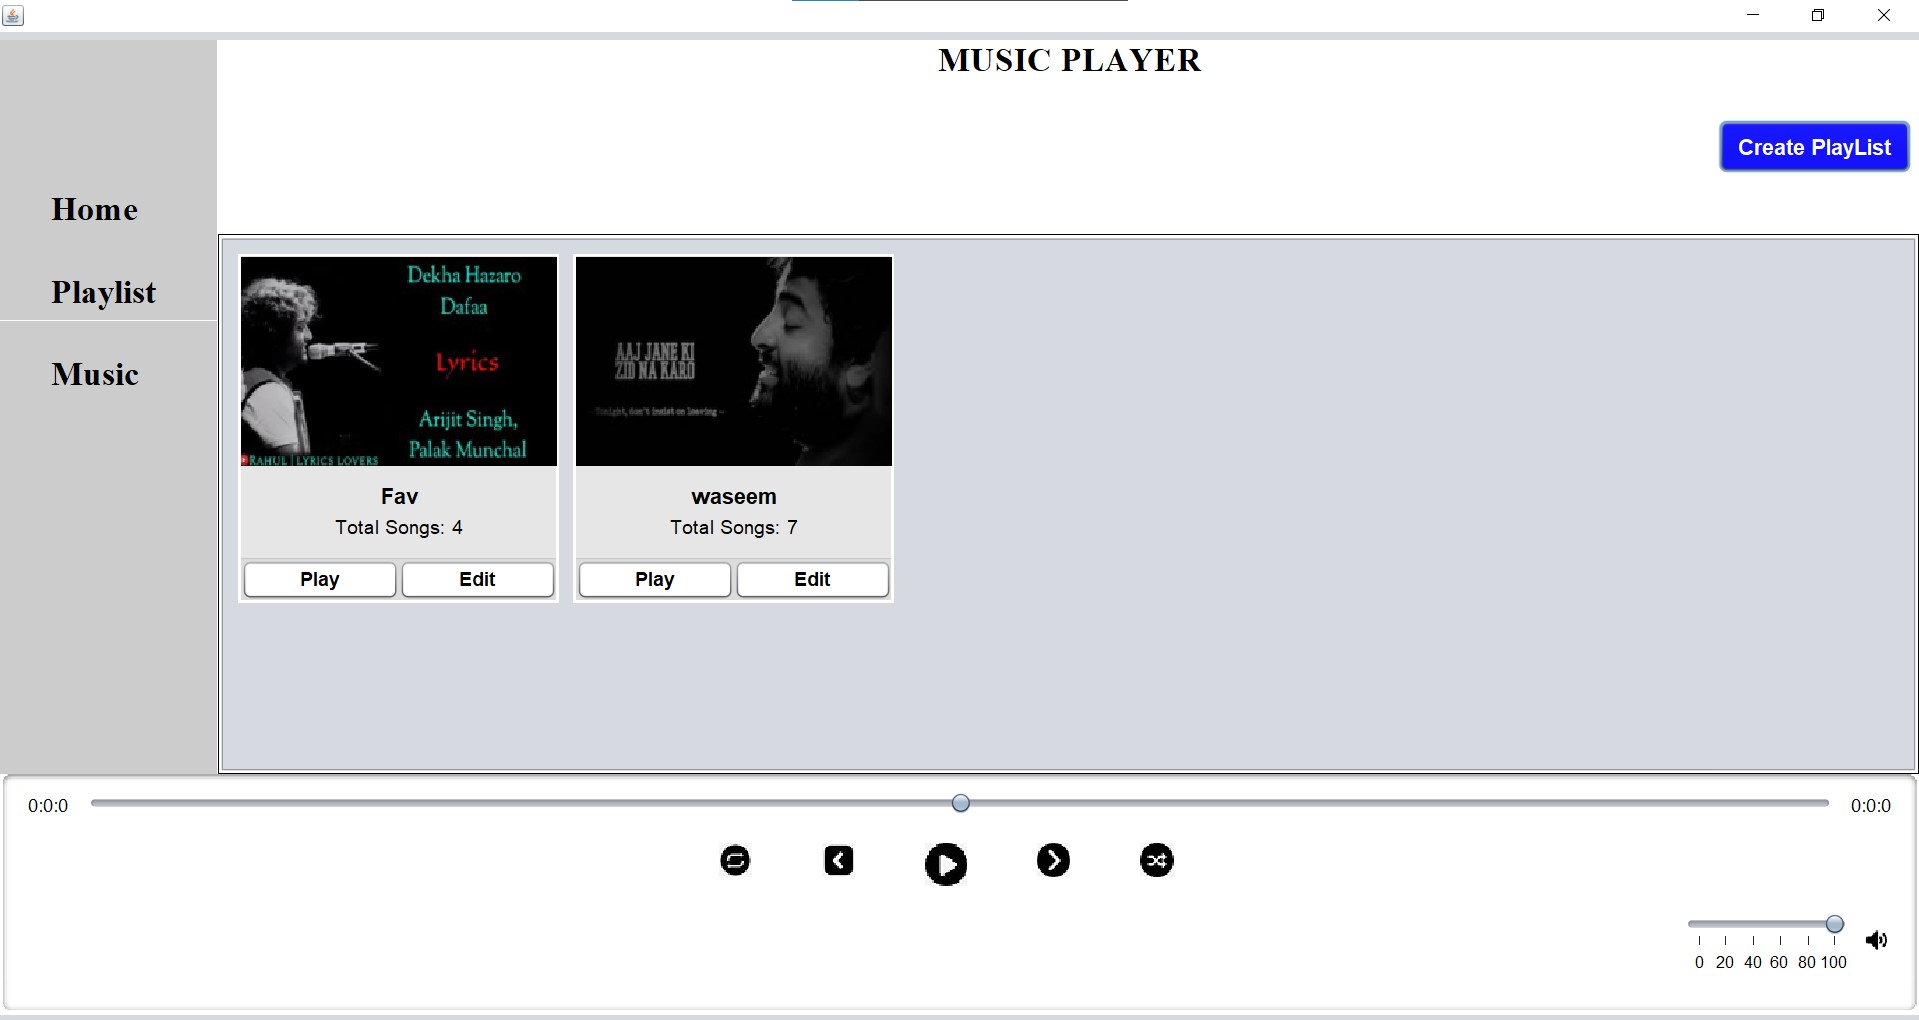 MUSIC PLAYER
Create PlayList
Home
Playlist
Music
Dekha Hazaro
Dafaa
Lyrics
Arijit Singh,
Palak Munchal
RAHUL | LYRICS LOVERS
Fav
Total Songs: 4
Play Edit
AAJ JANE KI
ZID NA KARO
- Tonight, don't insist on leaving -
waseem
Total Songs: 7
Play Edit
0:0:0 0:0:0
0 20 40 60 80 100